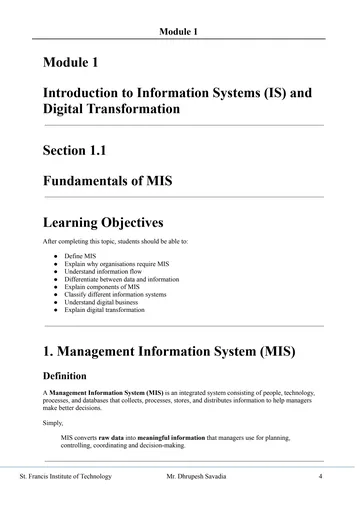 Module 1
Module 1
Introduction to Information Systems (IS) and
Digital Transformation
Section 1.1
Fundamentals of MIS
Learning Objectives
After completing this topic, students should be able to:
● Define MIS
● Explain why organisations require MIS
● Understand information flow
● Differentiate between data and information
● Explain components of MIS
● Classify different information systems
● Understand digital business
● Explain digital transformation
1. Management Information System (MIS)
Definition
A Management Information System (MIS) is an integrated system consisting of people, technology,
processes, and databases that collects, processes, stores, and distributes information to help managers
make better decisions.
Simply,
MIS converts raw data into meaningful information that managers use for planning,
controlling, coordinating and decision-making.
St. Francis Institute of Technology Mr. Dhrupesh Savadia 4